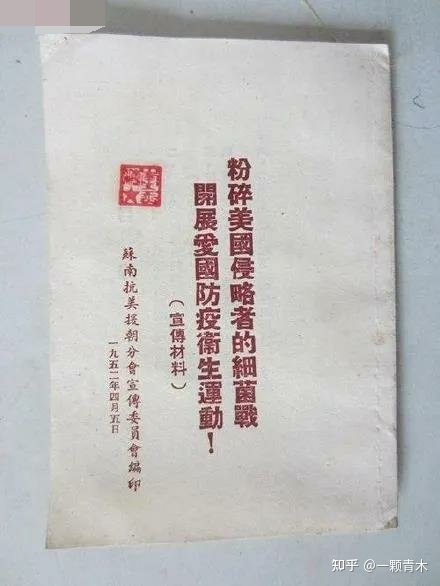 粉碎美國侵略者的細菌戰
開展愛國防疫衛生運動！
（宣傳材料）
蘇南抗美援朝分會宣傳委員會編印
一九五二年四月五日
知乎 @一颗青木